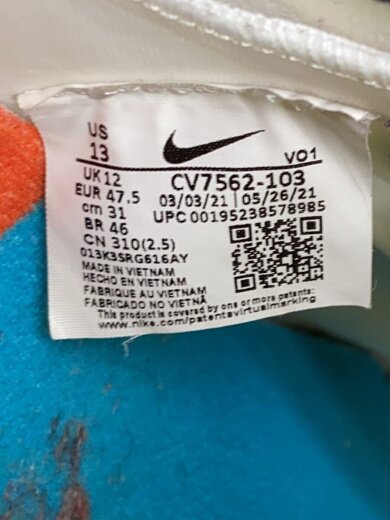 US
13
VO1
UK 12
CV7562-103
EUR 47.5
03/03/21 | 05/26/21
cm 31
UPC 00195238578985
BR 46
CN 310(2.5)
013K3SRG616AY
MADE IN VIETNAM
HECHO EN VIETNAM
FABRIQUE AU VIETNAM
FABRICADO NO VIETNÃ
This product is covered by one or more patents:
www.nike.com/patentsvirtualmarking